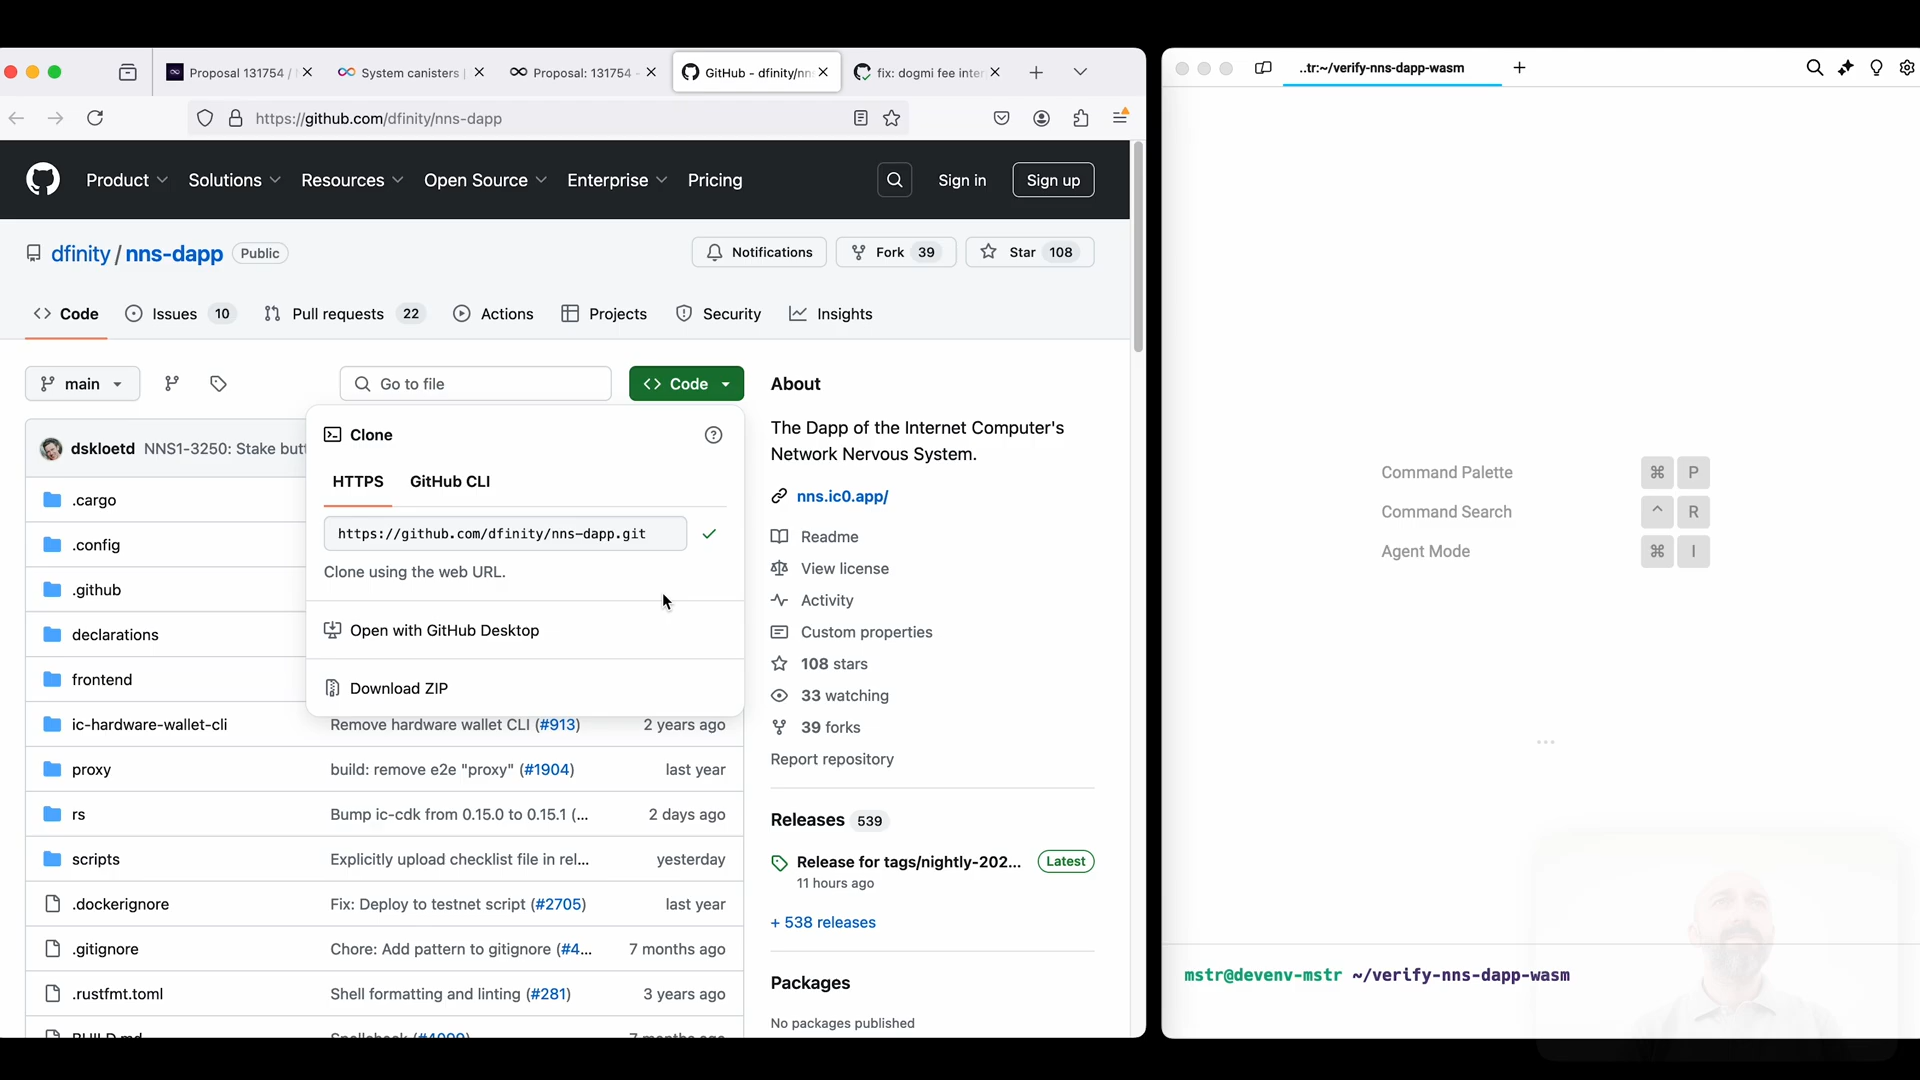 Proposal 131754 /
System canisters
Proposal: 131754 -
GitHub - dfinity/nn
fix: dogmi fee inter
..tr:~/verify-nns-dapp-wasm
https://github.com/dfinity/nns-dapp
Product
Solutions
Resources
Open Source
Enterprise
Pricing
Sign in
Sign up
dfinity / nns-dapp
Public
Notifications
Fork 39
Star 108
Code
Issues 10
Pull requests 22
Actions
Projects
Security
Insights
main
Go to file
Code
About
Clone
The Dapp of the Internet Computer's
Network Nervous System.
dskloetd NNS1-3250: Stake but
HTTPS
GitHub CLI
nns.ic0.app/
.cargo
https://github.com/dfinity/nns-dapp.git
Readme
.config
Clone using the web URL.
View license
.github
Activity
declarations
Open with GitHub Desktop
Custom properties
frontend
Download ZIP
108 stars
33 watching
ic-hardware-wallet-cli
Remove hardware wallet CLI (#913)
2 years ago
39 forks
Report repository
proxy
build: remove e2e "proxy" (#1904)
last year
rs
Bump ic-cdk from 0.15.0 to 0.15.1 (...
2 days ago
Releases 539
scripts
Explicitly upload checklist file in rel...
yesterday
Release for tags/nightly-202...
Latest
11 hours ago
.dockerignore
Fix: Deploy to testnet script (#2705)
last year
+ 538 releases
.gitignore
Chore: Add pattern to gitignore (#4...
7 months ago
Packages
.rustfmt.toml
Shell formatting and linting (#281)
3 years ago
No packages published
BUILD.md
7 months ago
Command Palette
⌘ P
Command Search
^ R
Agent Mode
⌘ I
mstr@devenv-mstr ~/verify-nns-dapp-wasm